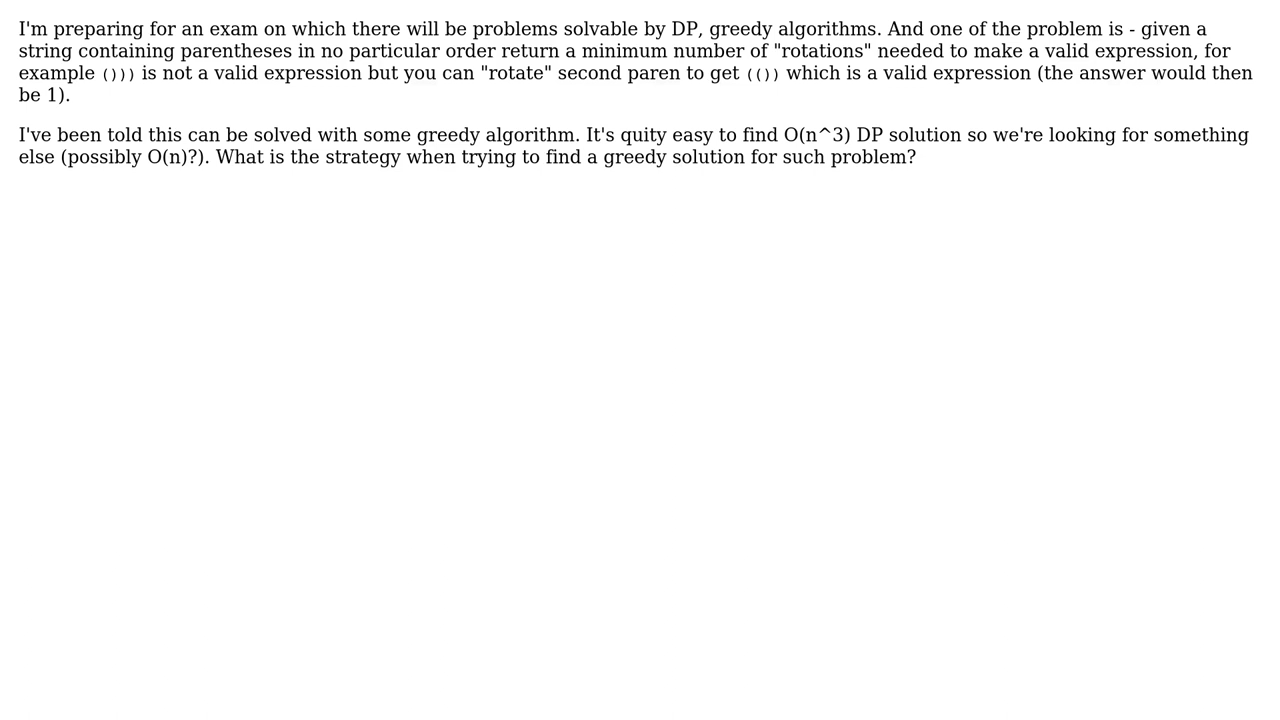 I'm preparing for an exam on which there will be problems solvable by DP, greedy algorithms. And one of the problem is - given a
string containing parentheses in no particular order return a minimum number of "rotations" needed to make a valid expression, for
example ())) is not a valid expression but you can "rotate" second paren to get (()) which is a valid expression (the answer would then
be 1).
I've been told this can be solved with some greedy algorithm. It's quity easy to find O(n^3) DP solution so we're looking for something
else (possibly O(n)?). What is the strategy when trying to find a greedy solution for such problem?